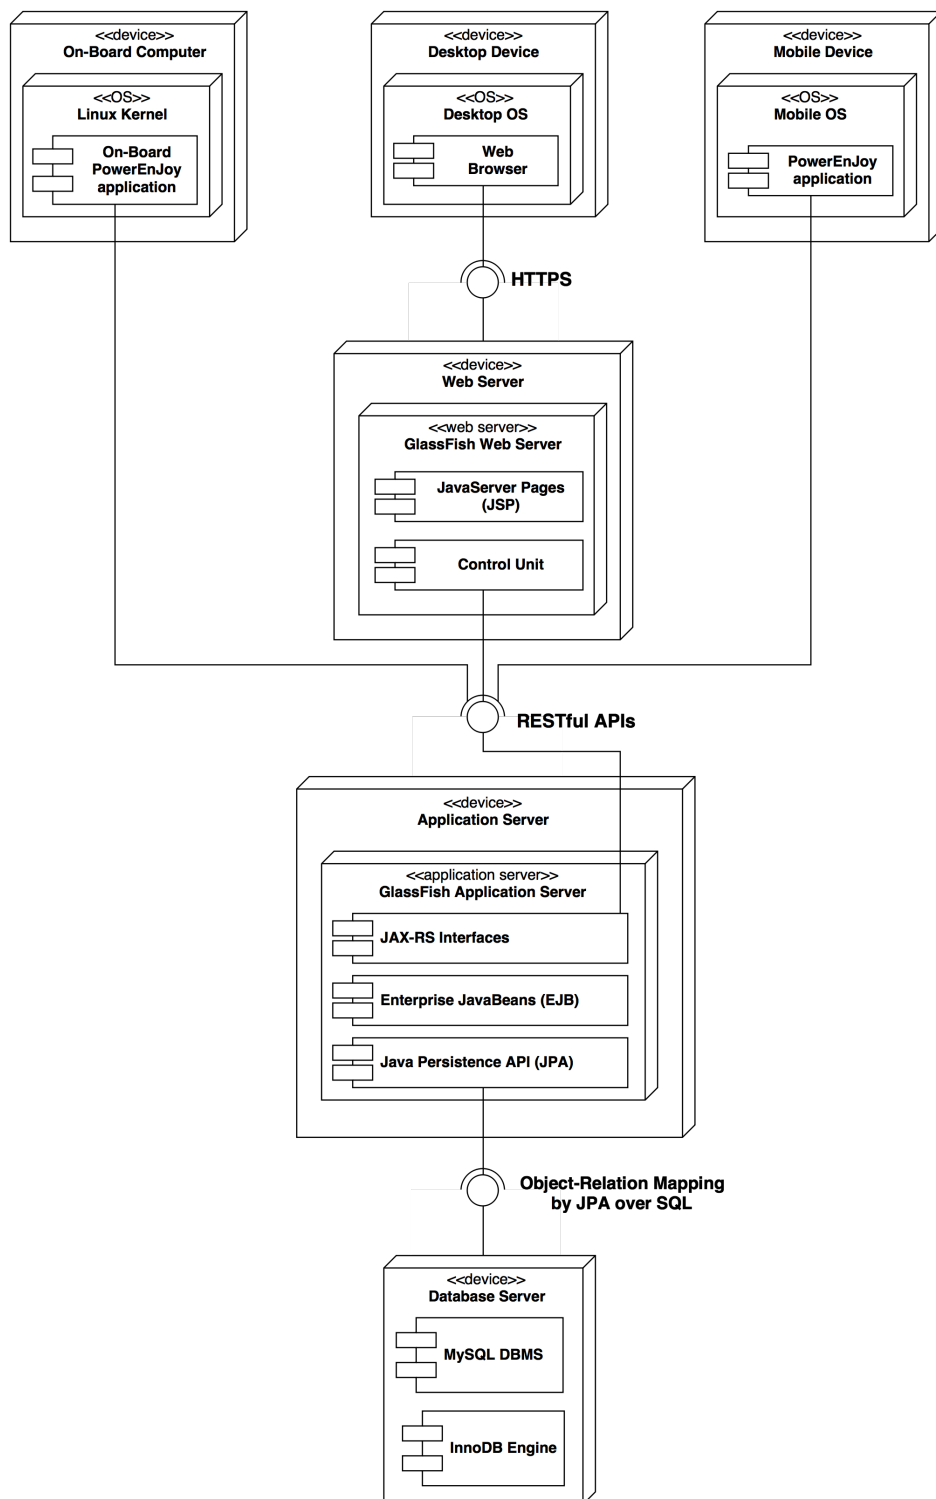 <<device>>
On-Board Computer
<<OS>>
Linux Kernel
On-Board
PowerEnJoy
application
<<device>>
Desktop Device
<<OS>>
Desktop OS
Web
Browser
<<device>>
Mobile Device
<<OS>>
Mobile OS
PowerEnJoy
application
HTTPS
<<device>>
Web Server
<<web server>>
GlassFish Web Server
JavaServer Pages
(JSP)
Control Unit
RESTful APIs
<<device>>
Application Server
<<application server>>
GlassFish Application Server
JAX-RS Interfaces
Enterprise JavaBeans (EJB)
Java Persistence API (JPA)
Object-Relation Mapping
by JPA over SQL
<<device>>
Database Server
MySQL DBMS
InnoDB Engine